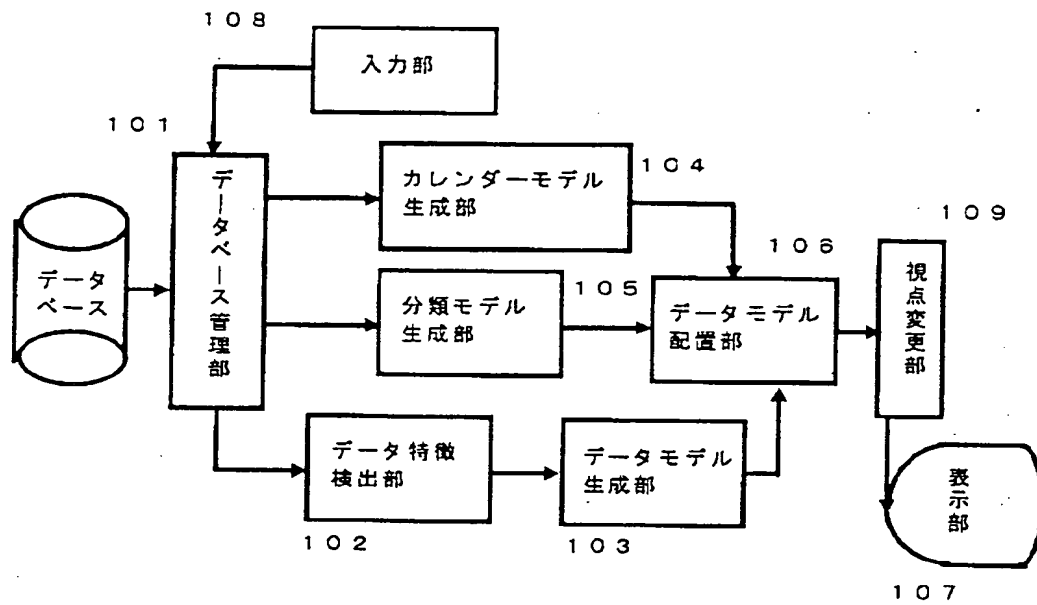 108
入力部
101
データベース管理部
カレンダーモデル
生成部
104
109
106
データ
ベース
分類モデル
生成部
105
データモデル
配置部
視点変更部
データ特徴
検出部
データモデル
生成部
表示部
102
103
107